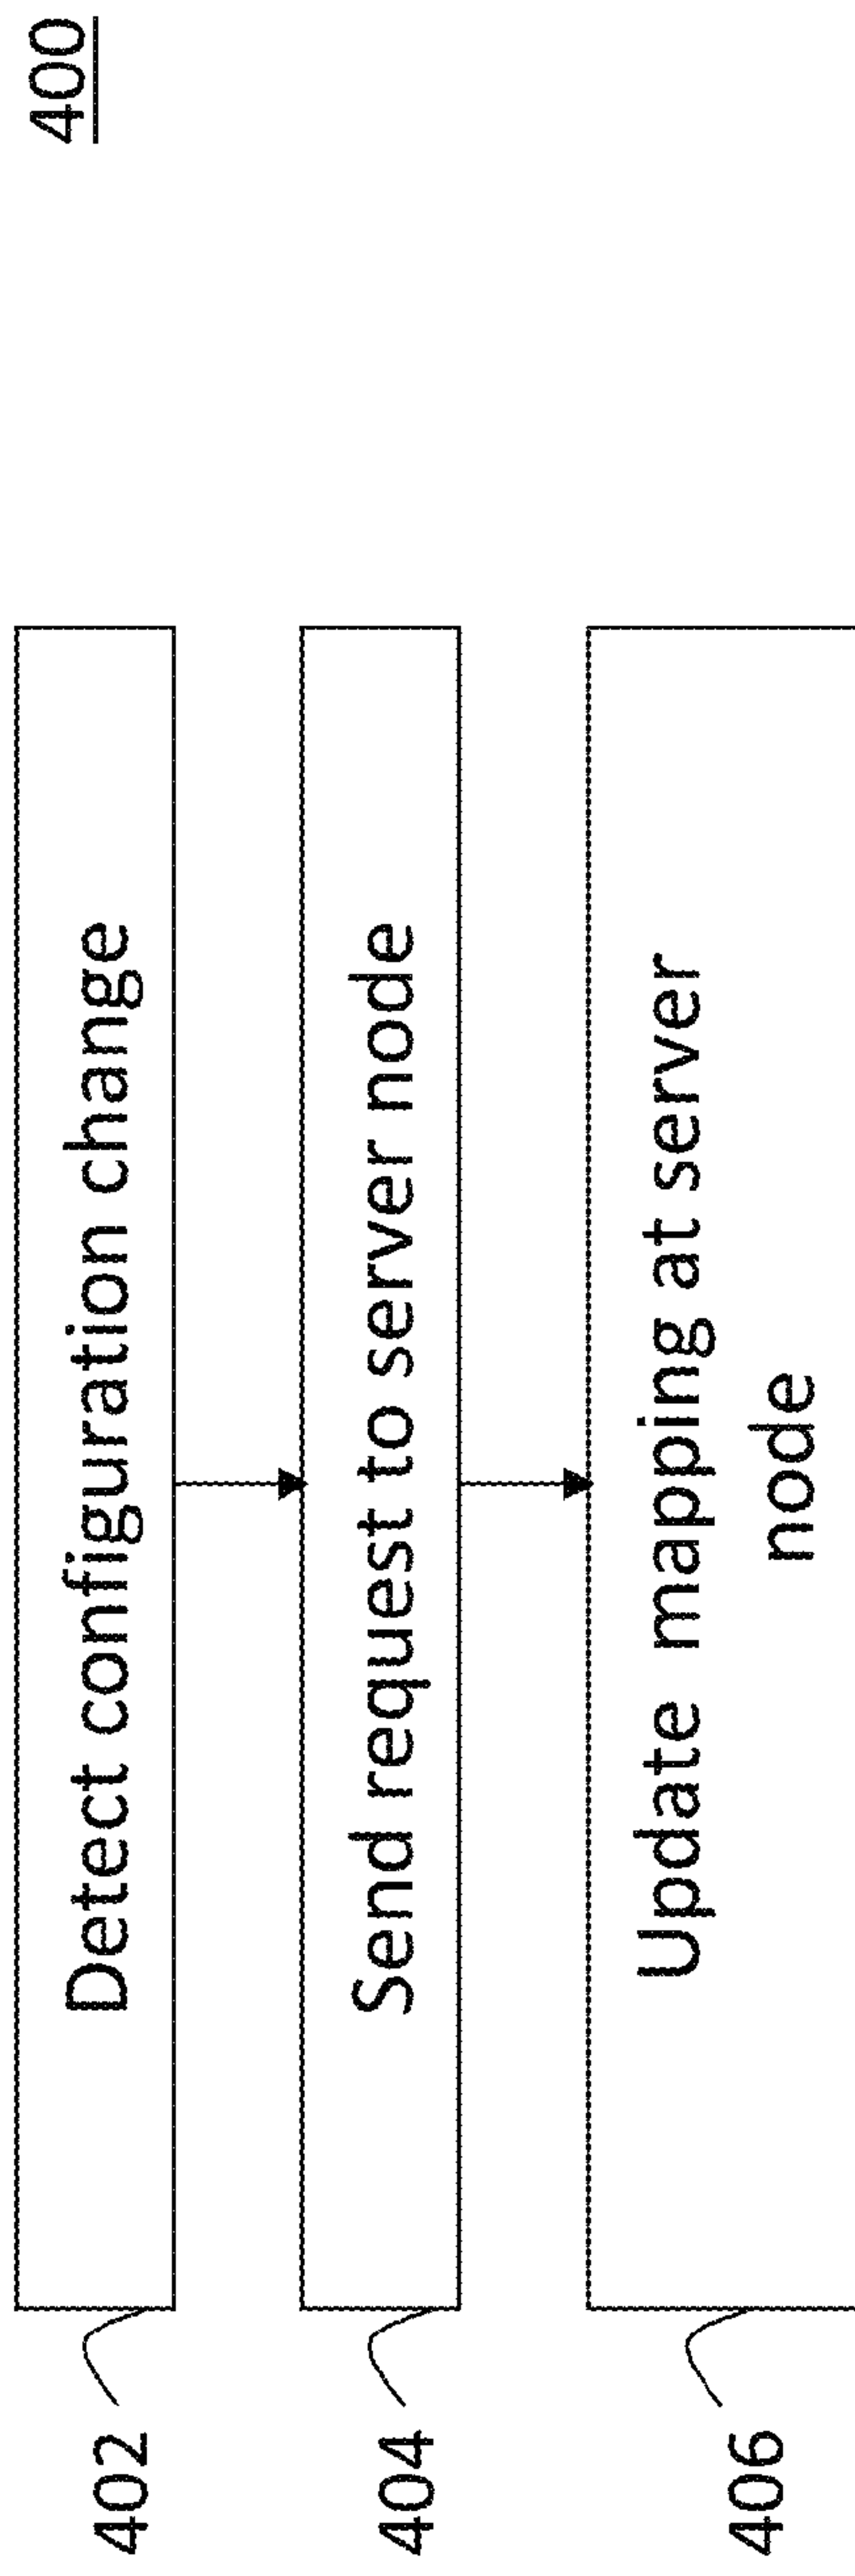 400
402
Detect configuration change
404
Send request to server node
406
Update mapping at server
node